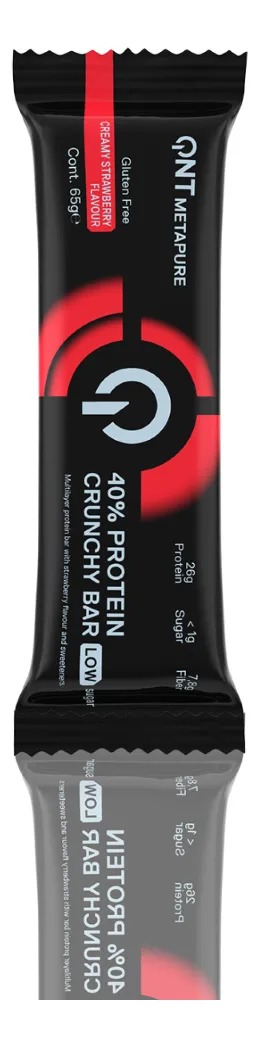 QNT METAPURE
Gluten Free
CREAMY STRAWBERRY
FLAVOUR
Cont. 65g℮
40% PROTEIN
CRUNCHY BAR LOW sugar
Multilayer protein bar with strawberry flavour and sweeteners.
26g
Protein
< 1g
Sugar
7,8g
Fiber